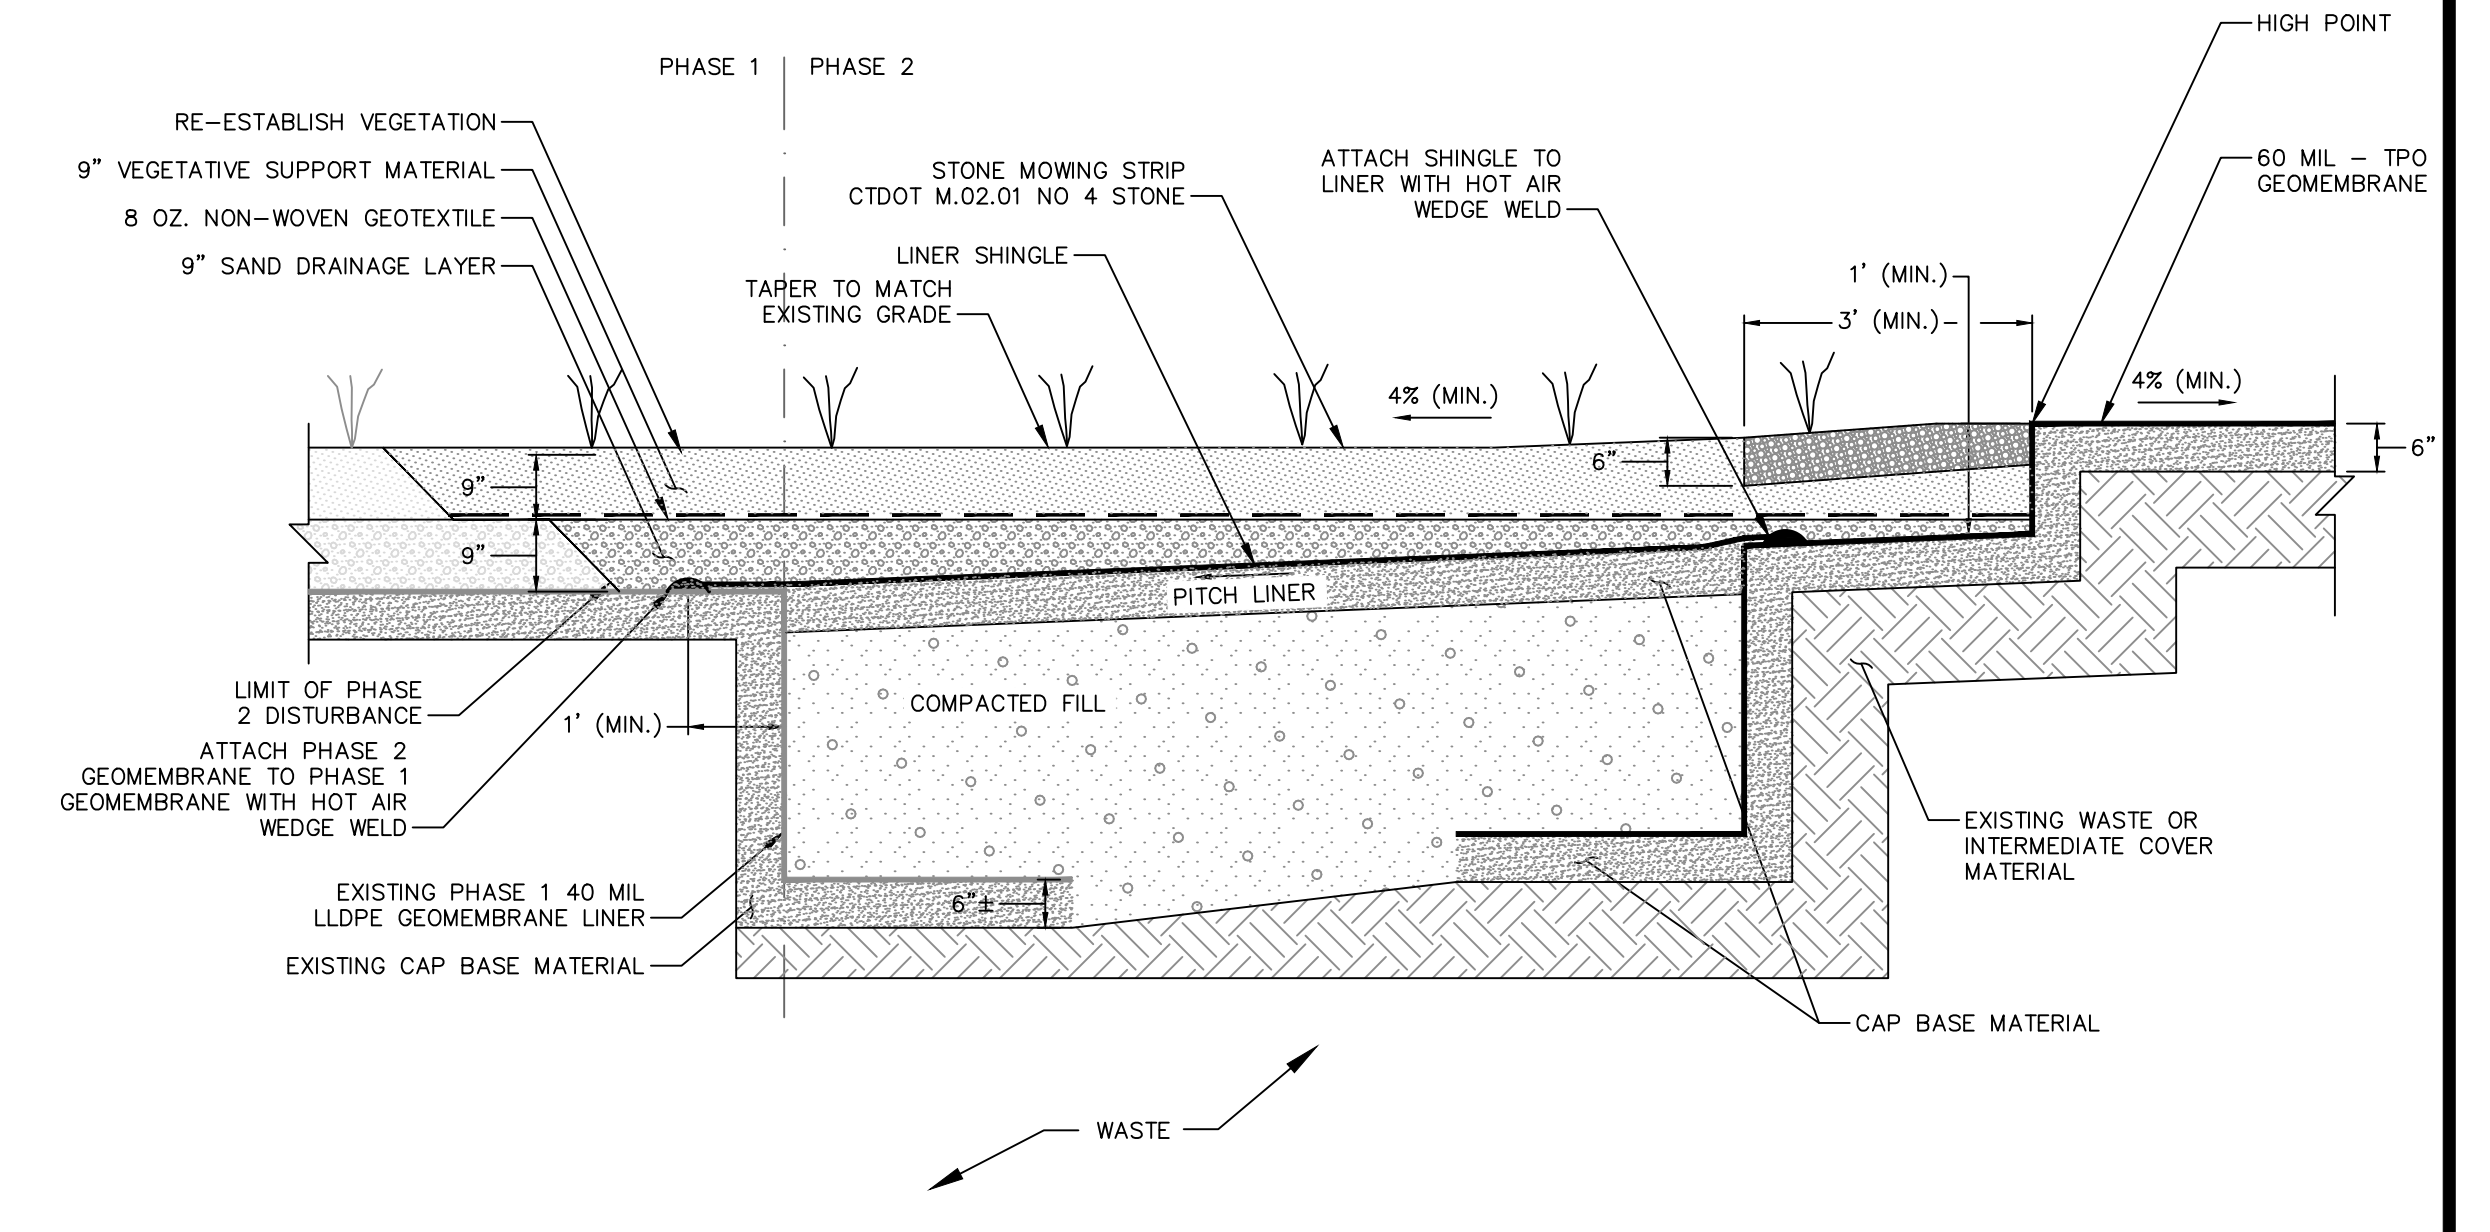 HIGH POINT
PHASE 1
PHASE 2
RE-ESTABLISH VEGETATION
9" VEGETATIVE SUPPORT MATERIAL
8 OZ. NON-WOVEN GEOTEXTILE
9" SAND DRAINAGE LAYER
STONE MOWING STRIP
CTDOT M.02.01 NO 4 STONE
LINER SHINGLE
TAPER TO MATCH
EXISTING GRADE
ATTACH SHINGLE TO
LINER WITH HOT AIR
WEDGE WELD
60 MIL - TPO
GEOMEMBRANE
1' (MIN.)
3' (MIN.)
4% (MIN.)
4% (MIN.)
6"
6"
9"
9"
PITCH LINER
COMPACTED FILL
LIMIT OF PHASE
2 DISTURBANCE
1' (MIN.)
ATTACH PHASE 2
GEOMEMBRANE TO PHASE 1
GEOMEMBRANE WITH HOT AIR
WEDGE WELD
EXISTING PHASE 1 40 MIL
LLDPE GEOMEMBRANE LINER
6"±
EXISTING CAP BASE MATERIAL
EXISTING WASTE OR
INTERMEDIATE COVER
MATERIAL
CAP BASE MATERIAL
WASTE